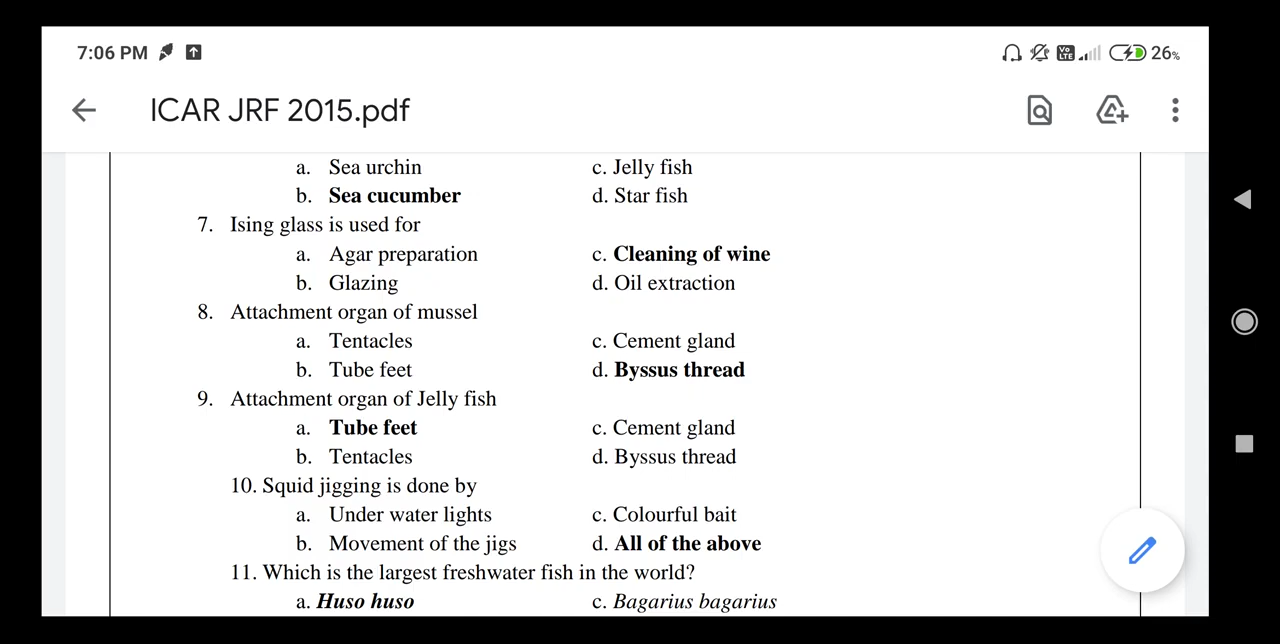 7:06 PM Vo LTE 26%
ICAR JRF 2015.pdf
a. Sea urchin c. Jelly fish
b. Sea cucumber d. Star fish
7. Ising glass is used for
a. Agar preparation c. Cleaning of wine
b. Glazing d. Oil extraction
8. Attachment organ of mussel
a. Tentacles c. Cement gland
b. Tube feet d. Byssus thread
9. Attachment organ of Jelly fish
a. Tube feet c. Cement gland
b. Tentacles d. Byssus thread
10. Squid jigging is done by
a. Under water lights c. Colourful bait
b. Movement of the jigs d. All of the above
11. Which is the largest freshwater fish in the world?
a. Huso huso c. Bagarius bagarius